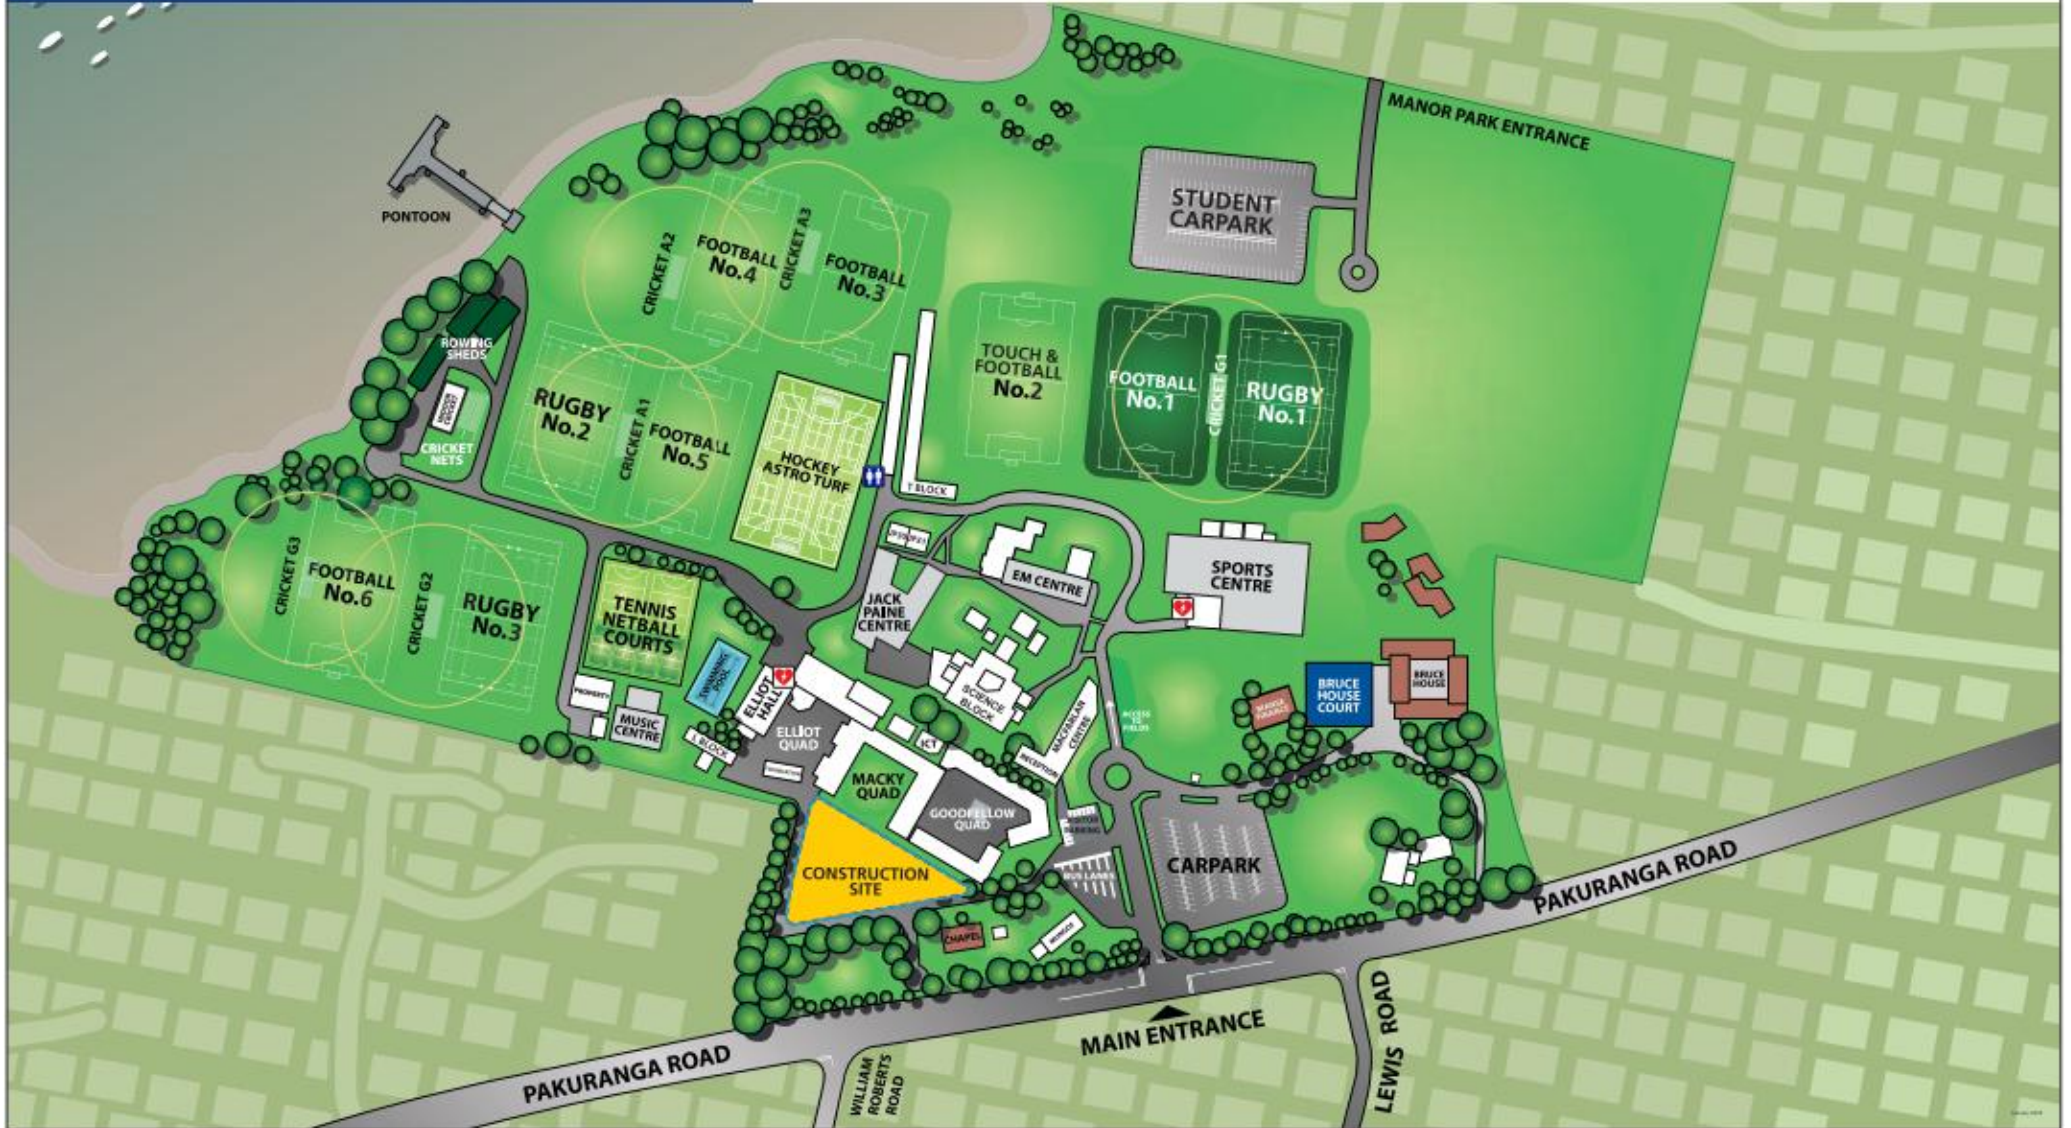 MANOR PARK ENTRANCE
STUDENT
CARPARK
PONTOON
CRICKET A2
FOOTBALL
No.4
CRICKET A3
FOOTBALL
No.3
ROWING
SHEDS
CRICKET
NETS
RUGBY
No.2
CRICKET A1
FOOTBALL
No.5
HOCKEY
ASTRO TURF
TOUCH &
FOOTBALL
No.2
FOOTBALL
No.1
CRICKET G1
RUGBY
No.1
T BLOCK
CRICKET G3
FOOTBALL
No.6
CRICKET G2
RUGBY
No.3
TENNIS
NETBALL
COURTS
JACK
PAINE
CENTRE
EM CENTRE
SPORTS
CENTRE
SWIMMING
POOL
PROPERTY
MUSIC
CENTRE
ELLIOT
HALL
ELLIOT
QUAD
SCIENCE
BLOCK
MACFARLAN
CENTRE
ACCESS
TO
FIELDS
BRUCE
HOUSE
COURT
BRUCE
HOUSE
ICT
RECEPTION
MACKY
QUAD
GOODFELLOW
QUAD
PARKING
BUS LANES
CARPARK
CONSTRUCTION
SITE
CHAPEL
PAKURANGA ROAD
MAIN ENTRANCE
PAKURANGA ROAD
WILLIAM
ROBERTS
ROAD
LEWIS ROAD